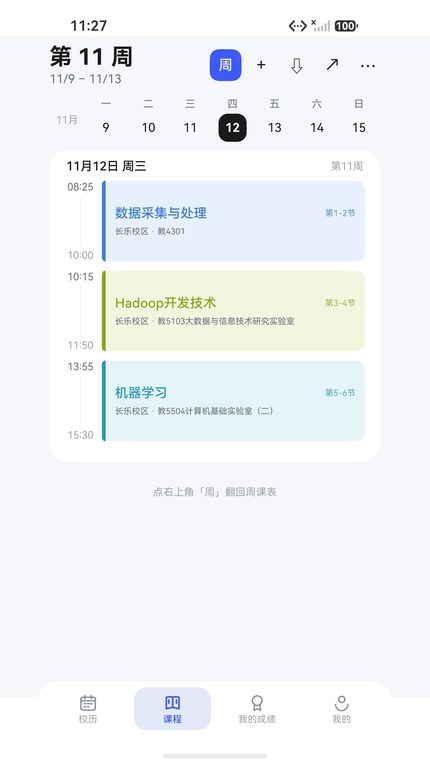 11:27
100
第 11 周
周
11/9 – 11/13
一 二 三 四 五 六 日
11月 9 10 11 12 13 14 15
11月12日 周三 第11周
08:25
数据采集与处理 第1-2节
长乐校区 · 教4301
10:00
10:15
Hadoop开发技术 第3-4节
长乐校区 · 教5103大数据与信息技术研究实验室
11:50
13:55
机器学习 第5-6节
长乐校区 · 教5504计算机基础实验室（二）
15:30
点右上角「周」翻回周课表
校历 课程 我的成绩 我的